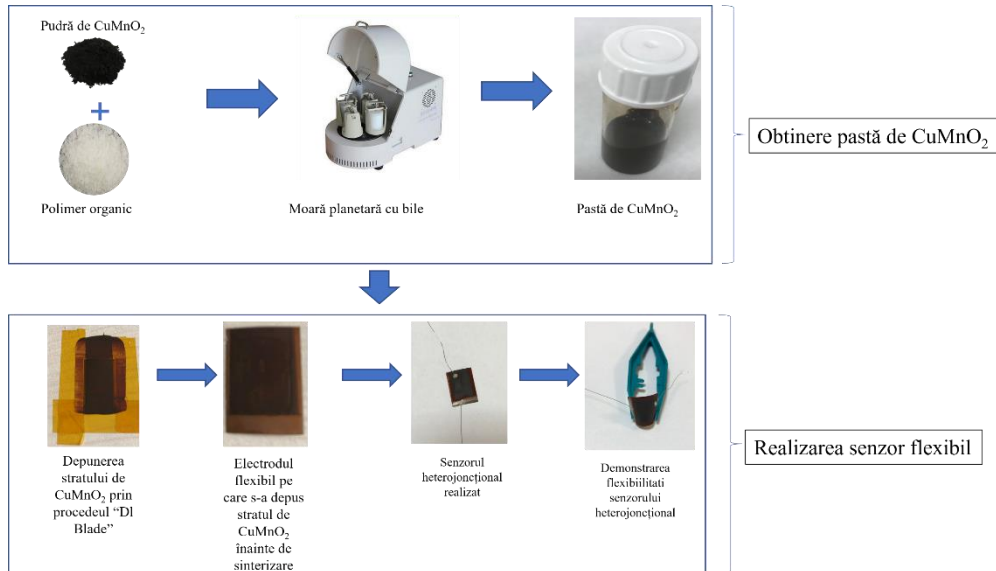 Pudră de CuMnO₂
+
Polimer organic
Moară planetară cu bile
Pastă de CuMnO₂
Obtinere pastă de CuMnO₂
Depunerea
stratului de
CuMnO₂ prin
procedeul “Dl
Blade”
Electrodul
flexibil pe
care s-a depus
stratul de
CuMnO₂
înainte de
sinterizare
Senzorul
heterojoncțional
realizat
Demonstrarea
flexibiilitati
senzorului
heterojoncțional
Realizarea senzor flexibil